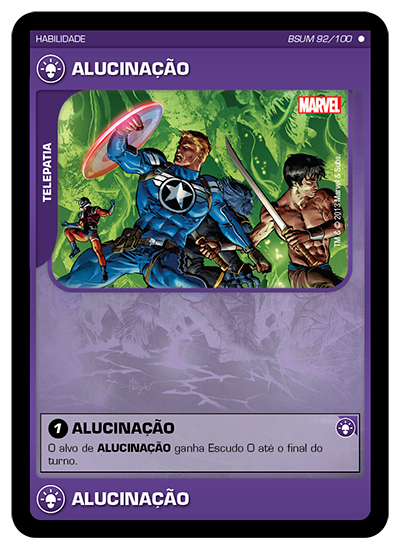 HABILIDADE
BSUM 92/100
ALUCINAÇÃO
TELEPATIA
MARVEL
TM & © 2013 Marvel & Subs.
1 ALUCINAÇÃO
O alvo de ALUCINAÇÃO ganha Escudo 0 até o final do
turno.
ALUCINAÇÃO